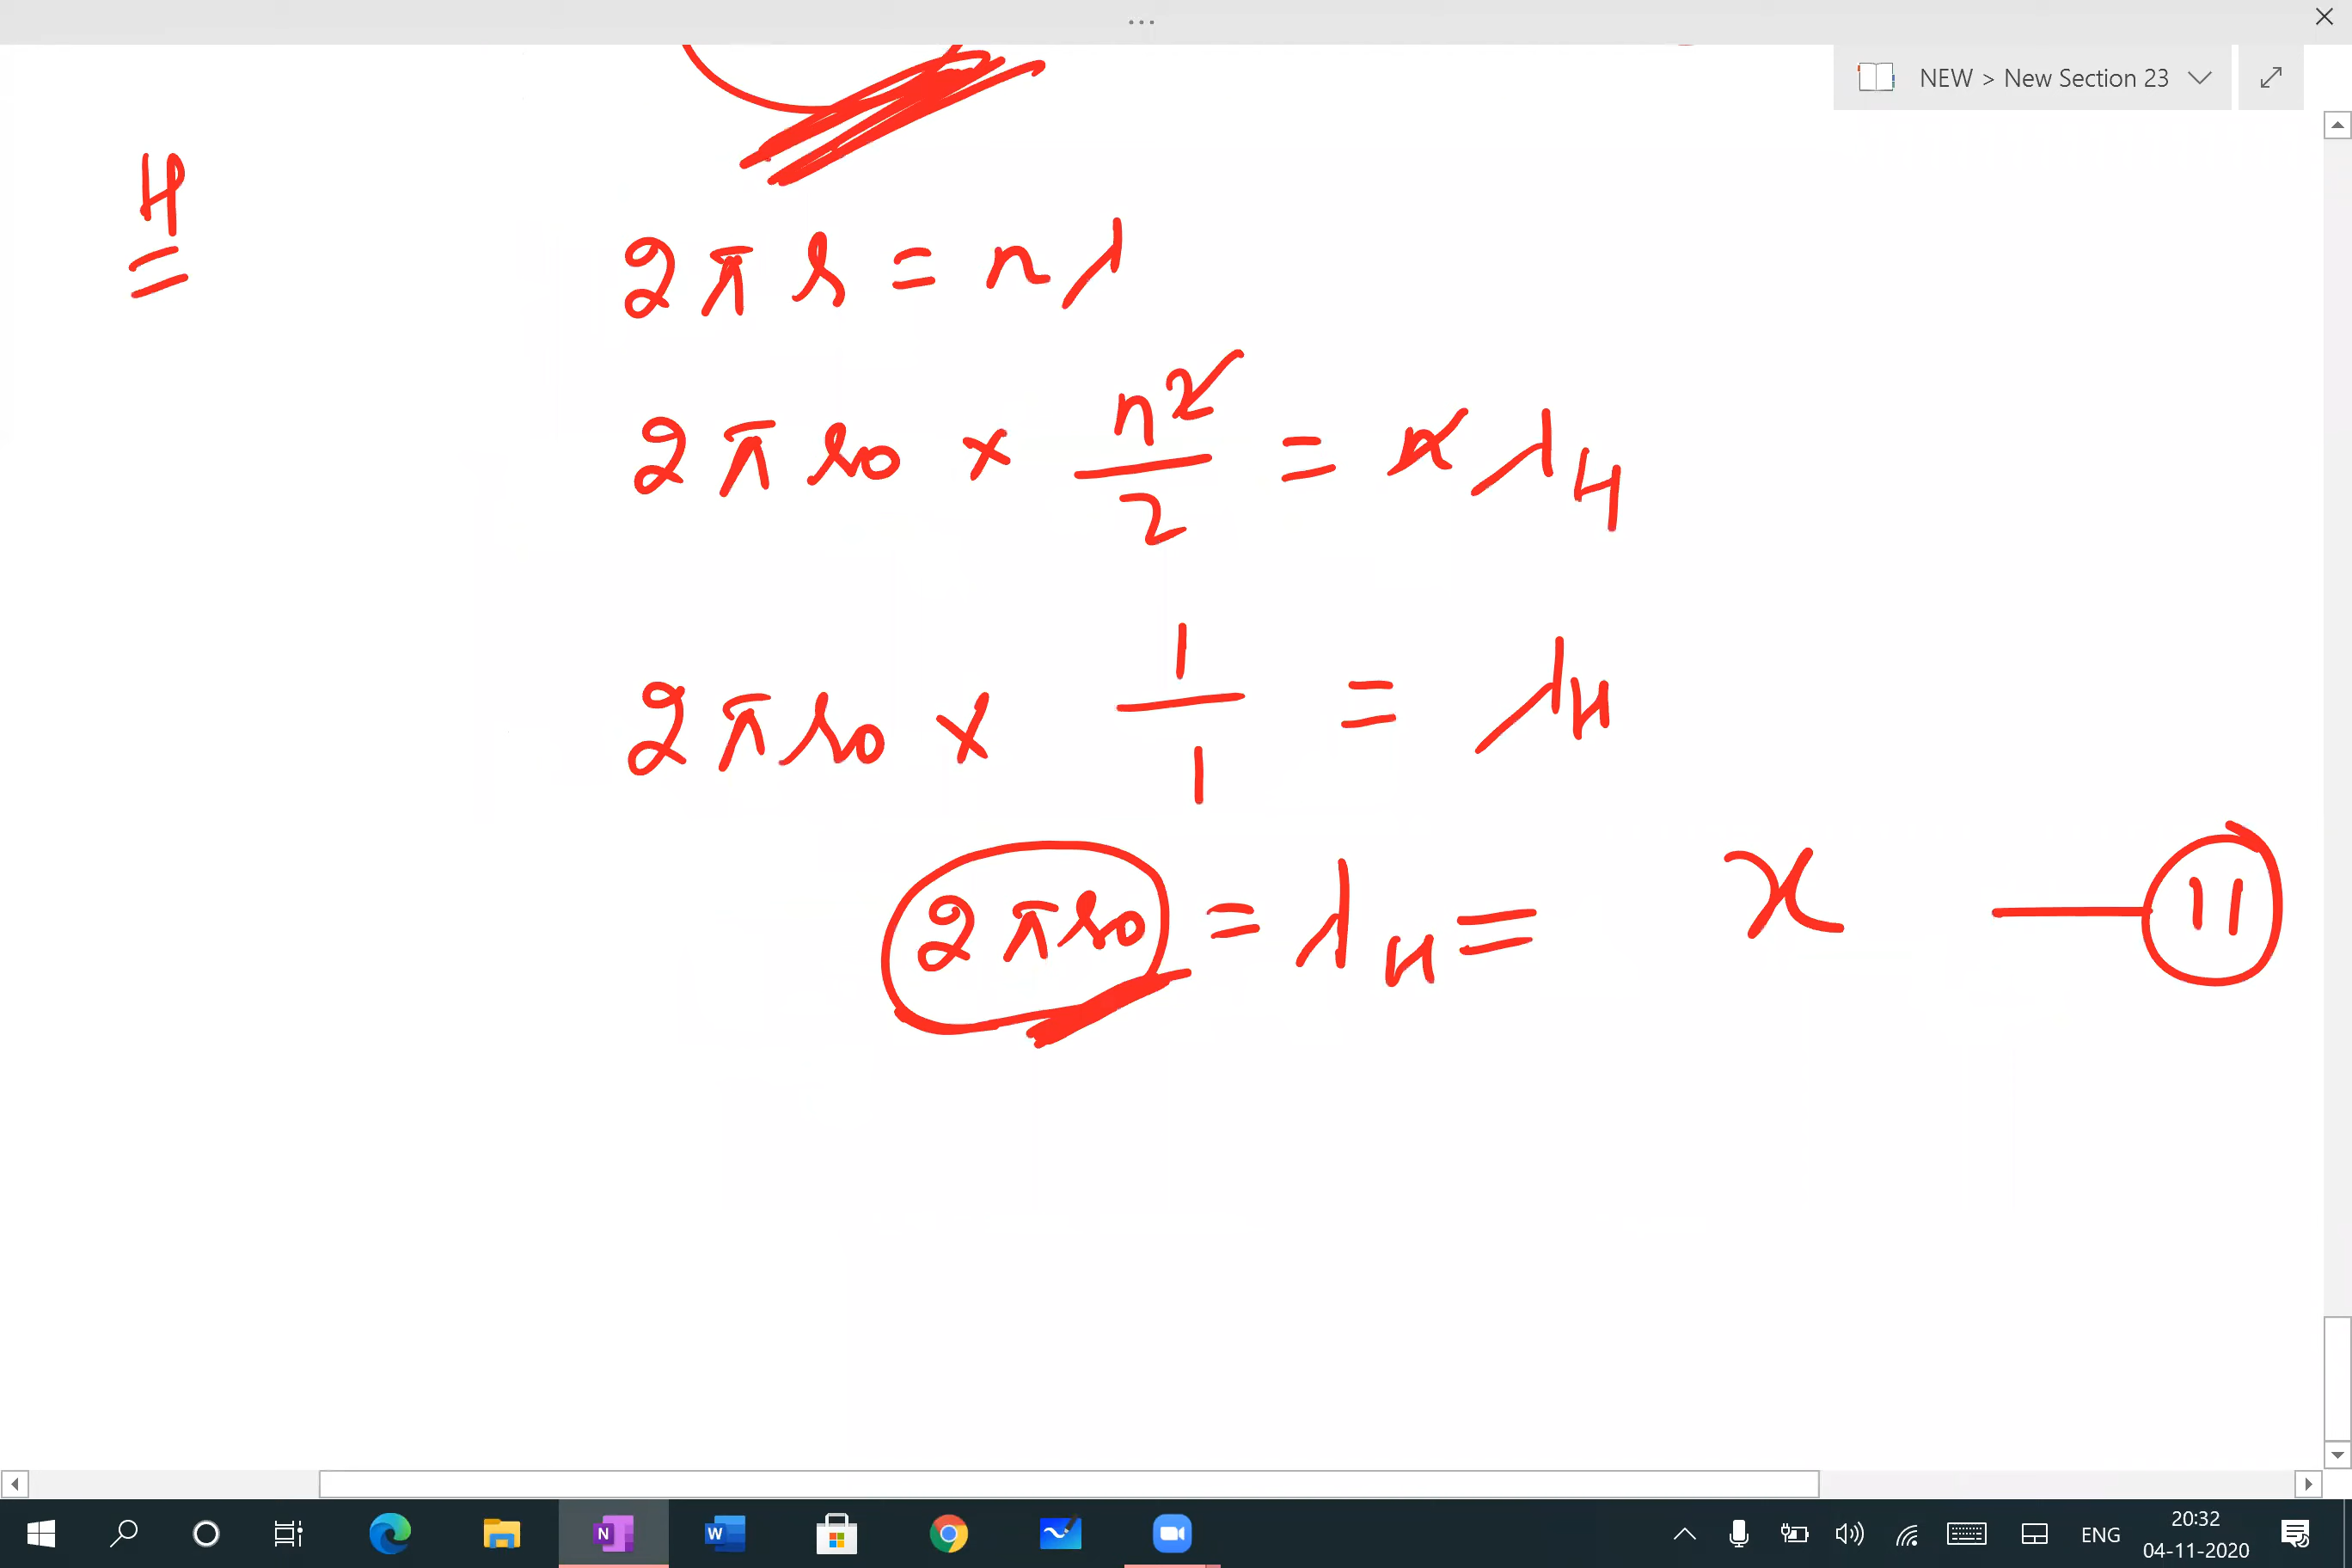 ...
NEW > New Section 23
H
=
2πr = nλ
2πr₀ × n²/2 = nλH
2πr₀ × 1/1 = λH
2πr₀ = λH = x — 11
ENG
20:32
04-11-2020